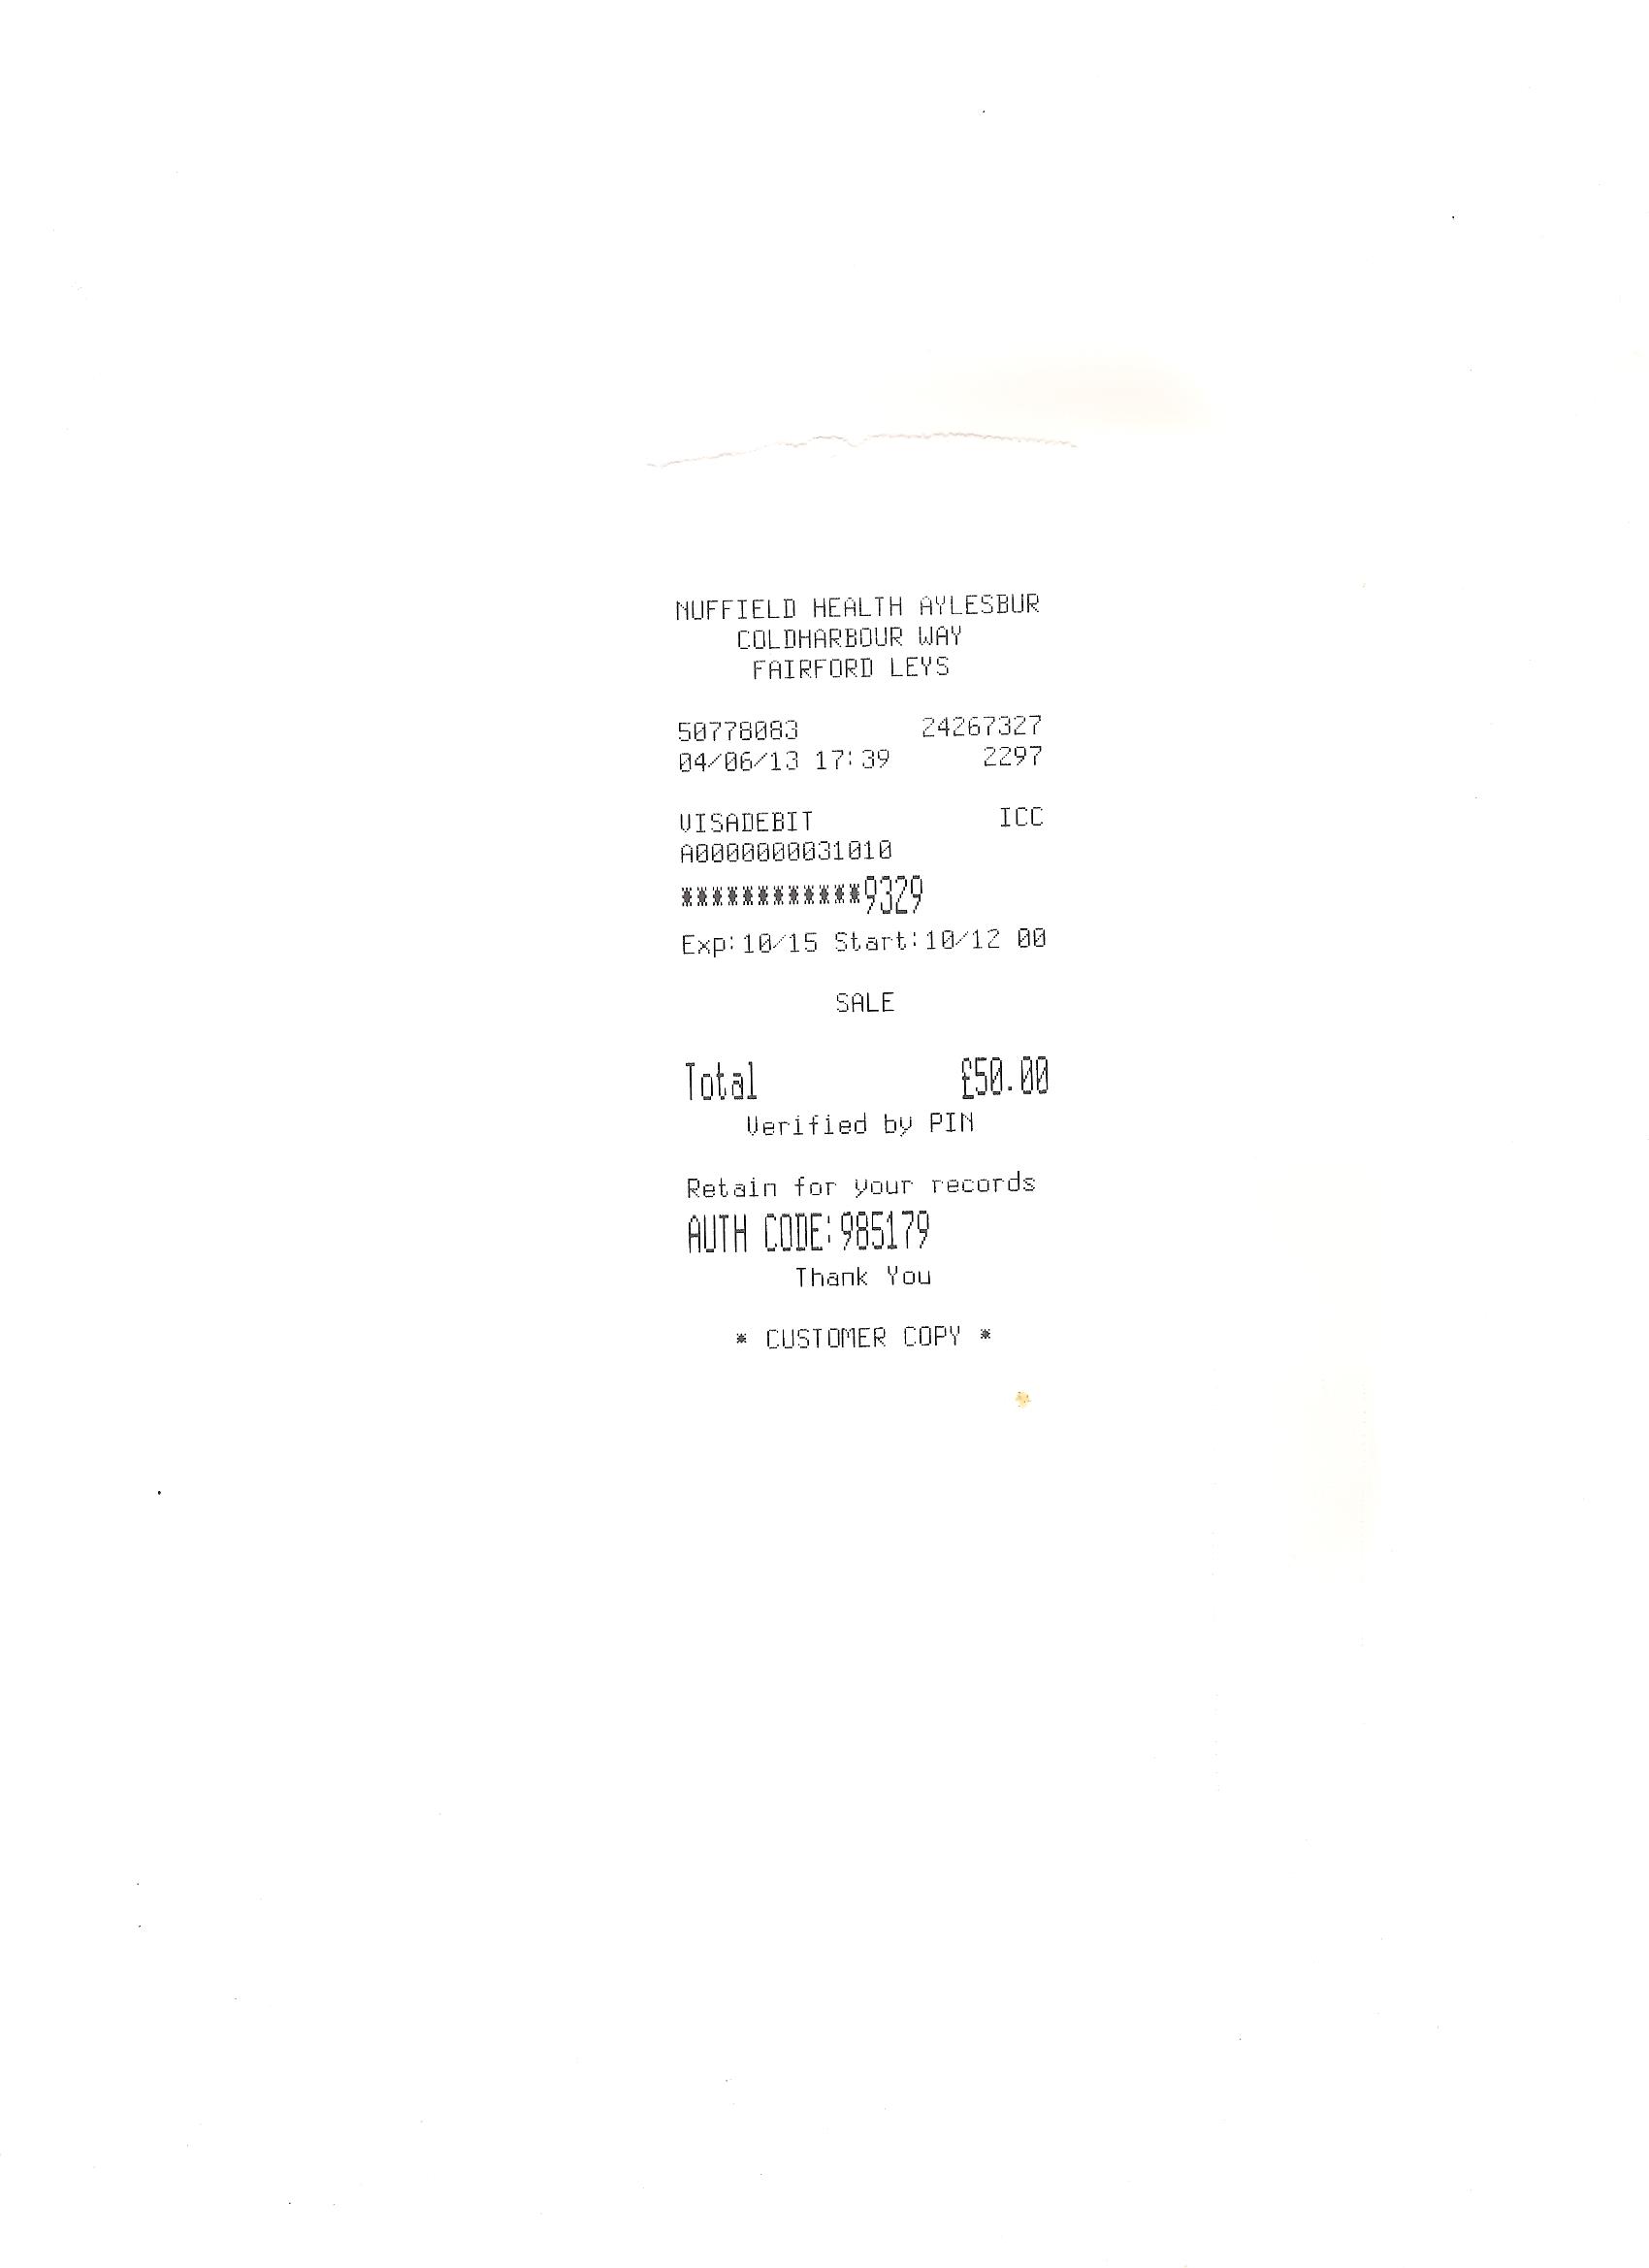 NUFFIELD HEALTH AYLESBUR
COLDHARBOUR WAY
FAIRFORD LEYS
50778083 24267327
04/06/13 17:39 2297
VISADEBIT ICC
A0000000031010
************9329
Exp:10/15 Start:10/12 00
SALE
Total £50.00
Verified by PIN
Retain for your records
AUTH CODE:985179
Thank You
* CUSTOMER COPY *